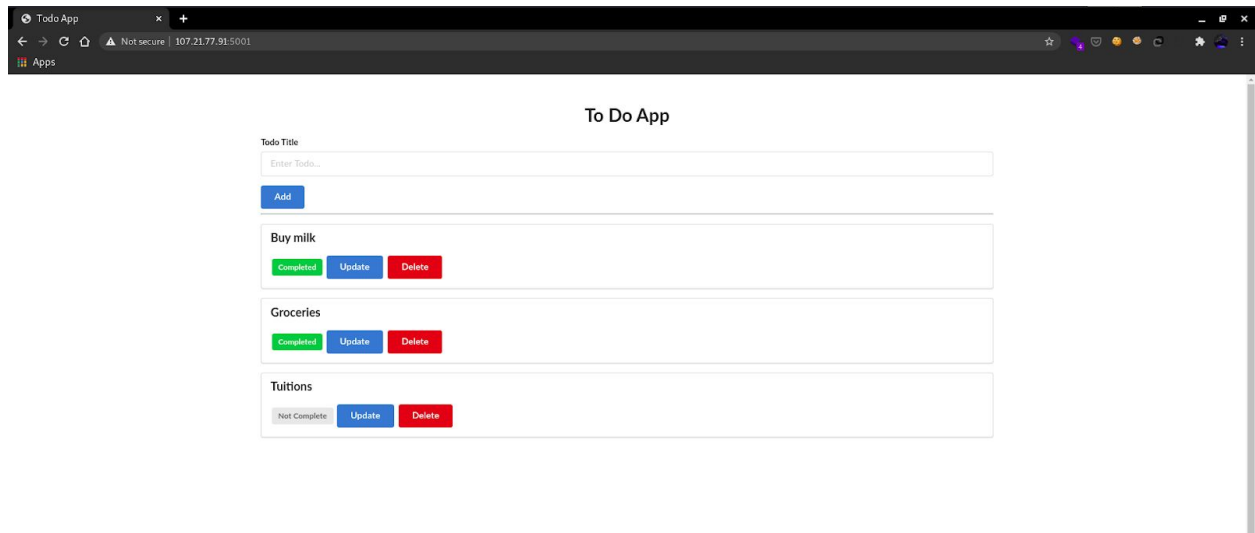 Todo App
Not secure | 107.21.77.91:5001
4
Apps
To Do App
Todo Title
Enter Todo...
Add
Buy milk
Completed Update Delete
Groceries
Completed Update Delete
Tuitions
Not Complete Update Delete